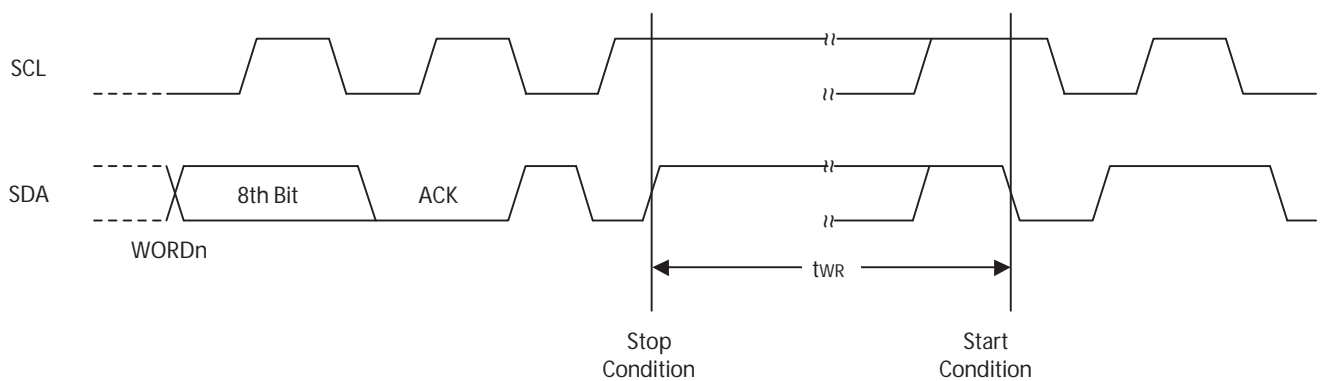 SCL
SDA
8th Bit
ACK
WORDn
tWR
Stop
Condition
Start
Condition